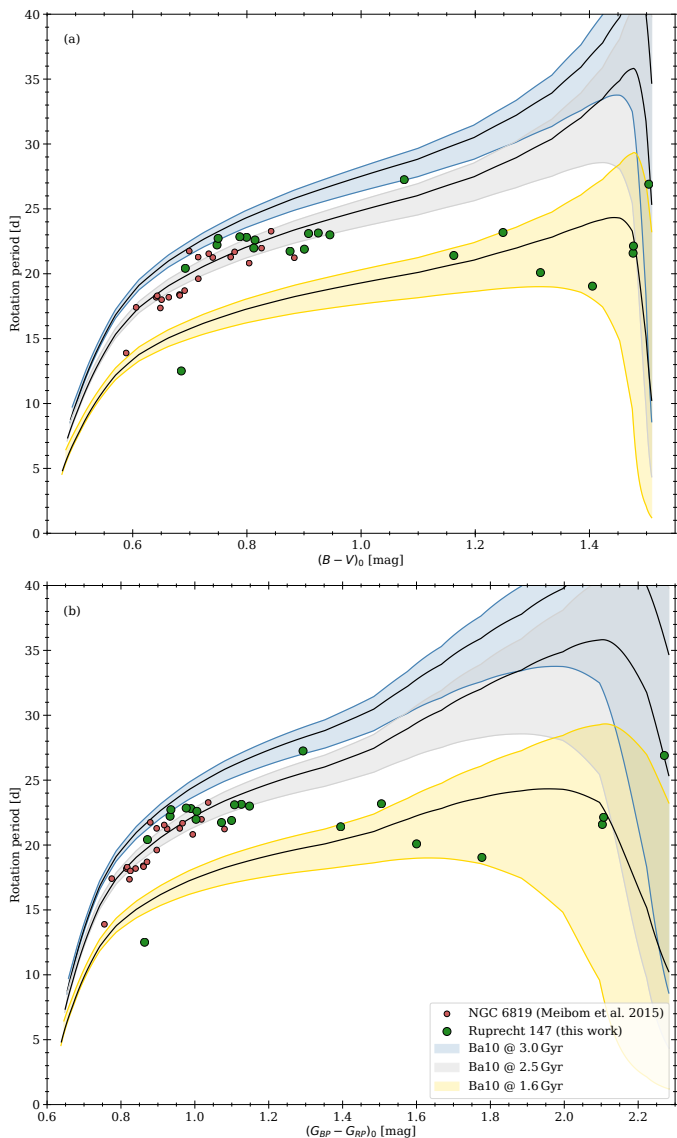 40
35
30
25
20
15
10
5
0
(a)
Rotation period [d]
0.6 0.8 1.0 1.2 1.4
(B − V)₀ [mag]
40
35
30
25
20
15
10
5
0
(b)
Rotation period [d]
NGC 6819 (Meibom et al. 2015)
Ruprecht 147 (this work)
Ba10 @ 3.0 Gyr
Ba10 @ 2.5 Gyr
Ba10 @ 1.6 Gyr
0.6 0.8 1.0 1.2 1.4 1.6 1.8 2.0 2.2
(G_BP − G_RP)₀ [mag]